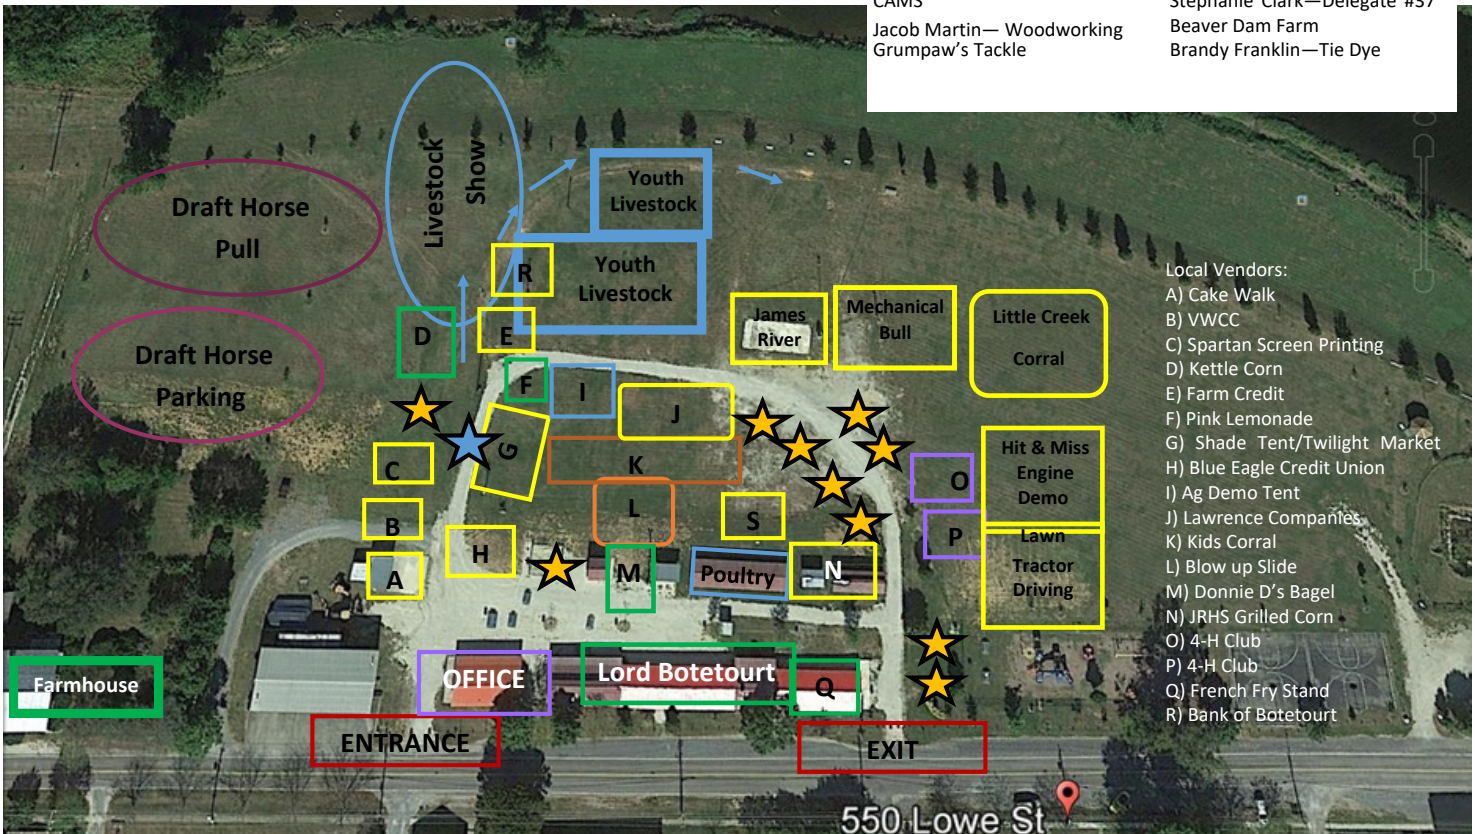 CAMS
Stephanie Clark—Delegate #37
Jacob Martin— Woodworking
Beaver Dam Farm
Grumpaw's Tackle
Brandy Franklin—Tie Dye
Livestock
Show
Youth
Livestock
Draft Horse
Pull
Youth
Livestock
R
James
River
Mechanical
Bull
Little Creek
Corral
D
E
Draft Horse
Parking
F
I
J
G
C
K
Hit & Miss
Engine
Demo
O
L
S
B
H
P
Lawn
Tractor
Driving
A
M
Poultry
N
Farmhouse
OFFICE
Lord Botetourt
Q
ENTRANCE
EXIT
550 Lowe St
Local Vendors:
A) Cake Walk
B) VWCC
C) Spartan Screen Printing
D) Kettle Corn
E) Farm Credit
F) Pink Lemonade
G) Shade Tent/Twilight Market
H) Blue Eagle Credit Union
I) Ag Demo Tent
J) Lawrence Companies
K) Kids Corral
L) Blow up Slide
M) Donnie D's Bagel
N) JRHS Grilled Corn
O) 4-H Club
P) 4-H Club
Q) French Fry Stand
R) Bank of Botetourt